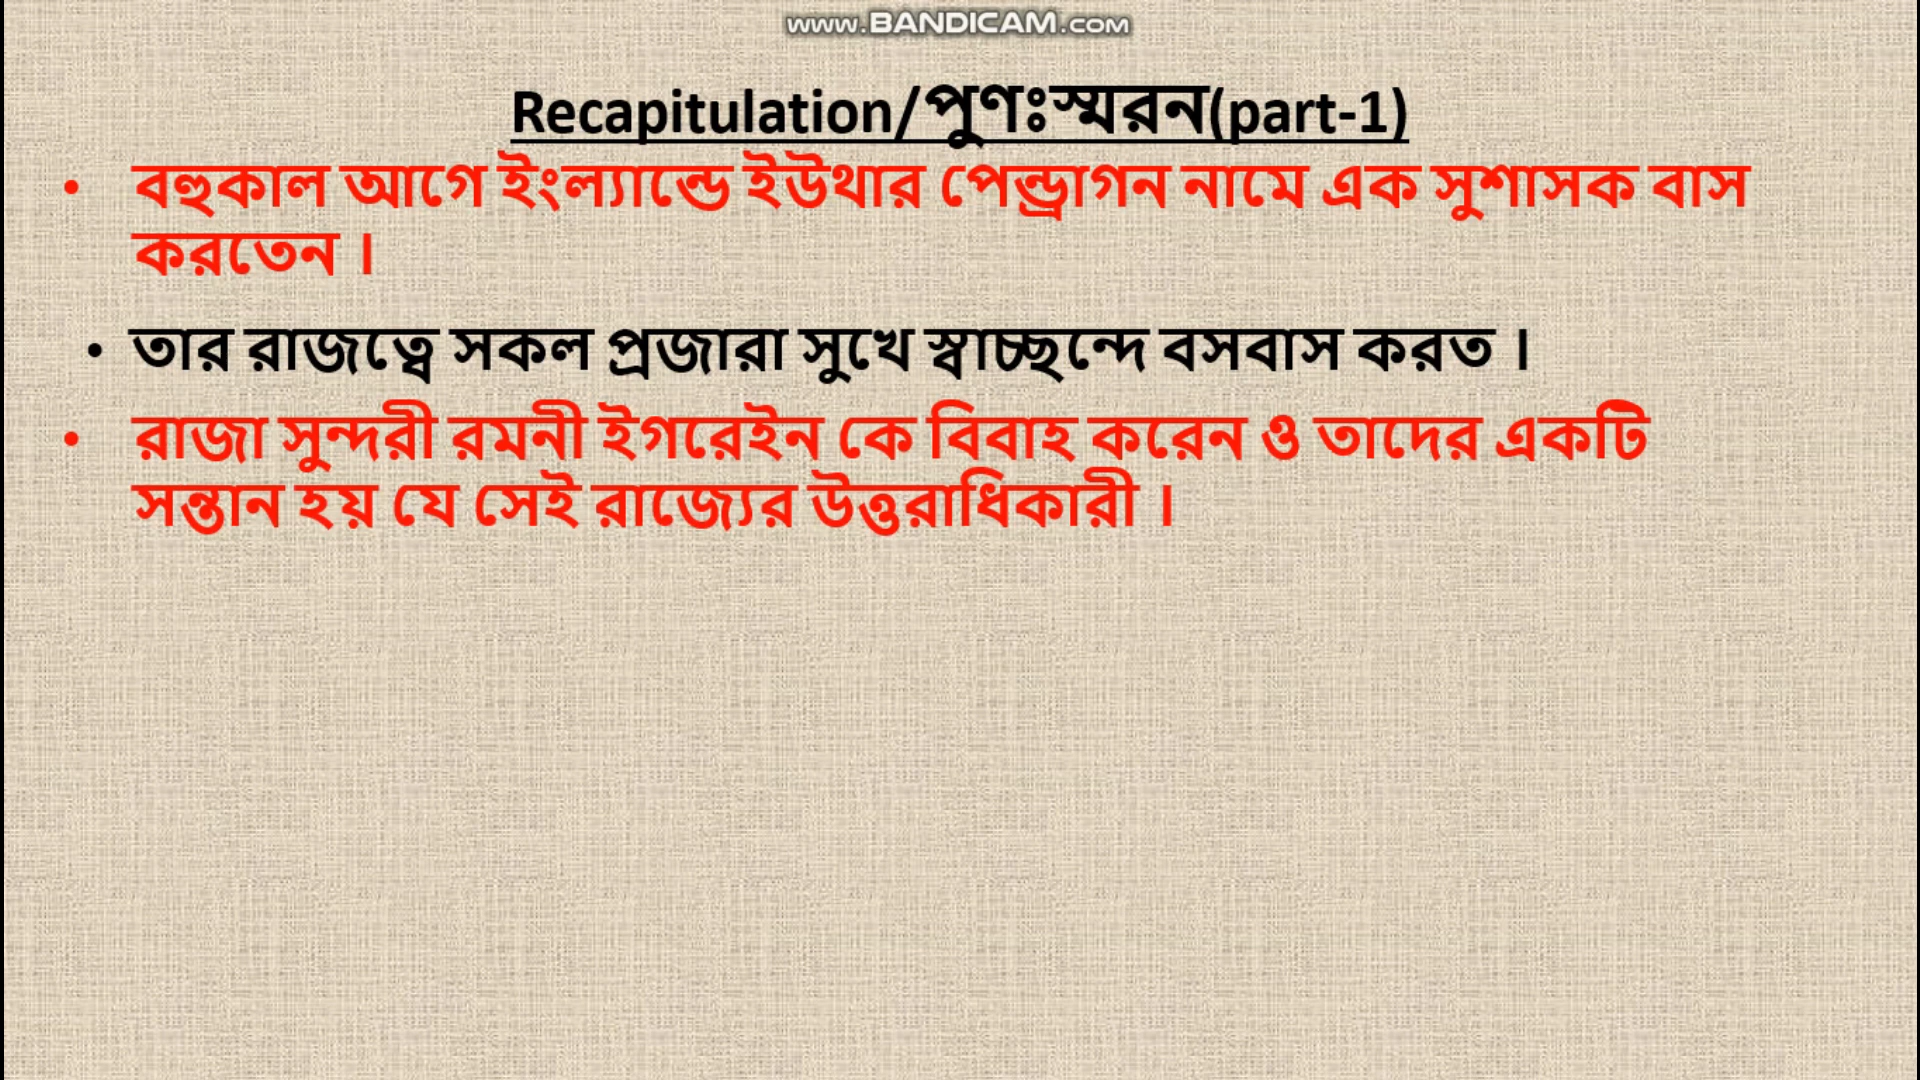 www.BANDICAM.com
Recapitulation/পুণঃস্মরন(part-1)
• বহুকাল আগে ইংল্যান্ডে ইউথার পেন্ড্রাগন নামে এক সুশাসক বাস
করতেন ।
• তার রাজত্বে সকল প্রজারা সুখে স্বাচ্ছন্দে বসবাস করত ।
• রাজা সুন্দরী রমনী ইগরেইন কে বিবাহ করেন ও তাদের একটি
সন্তান হয় যে সেই রাজ্যের উত্তরাধিকারী ।